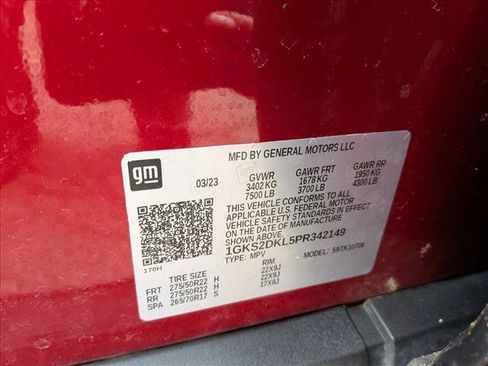 gm
MFD BY GENERAL MOTORS LLC
03/23 GVWR GAWR FRT GAWR RR
3402 KG 1678 KG 1950 KG
7500 LB 3700 LB 4300 LB
THIS VEHICLE CONFORMS TO ALL
APPLICABLE U.S. FEDERAL MOTOR
VEHICLE SAFETY STANDARDS IN
EFFECT ON THE DATE OF MANUFACTURE
SHOWN ABOVE.
1GKS2DKL5PR342149
170H TYPE: MPV MODEL: S9TK10706
TIRE SIZE RIM
FRT 275/50R22 H 22X9J
RR 275/50R22 H 22X9J
SPA 265/70R17 S 17X8J